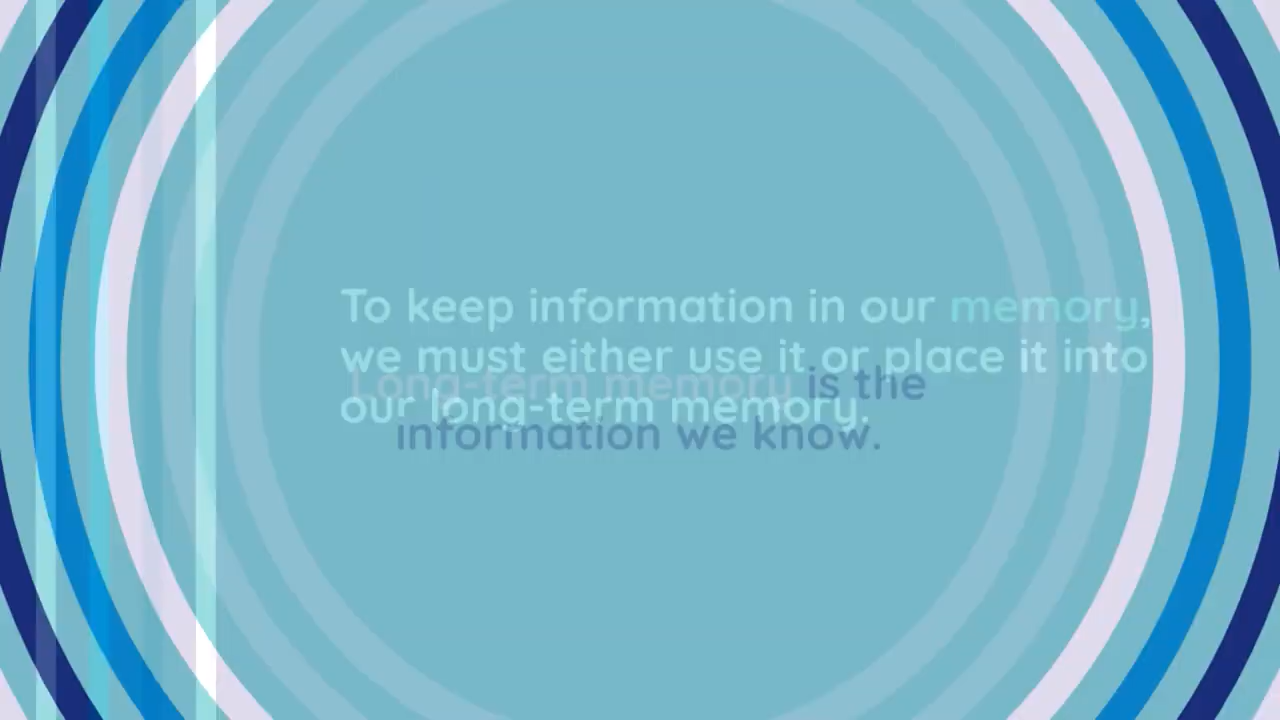 To keep information in our memory,
we must either use it or place it into
our long-term memory.
Long-term memory is the
information we know.